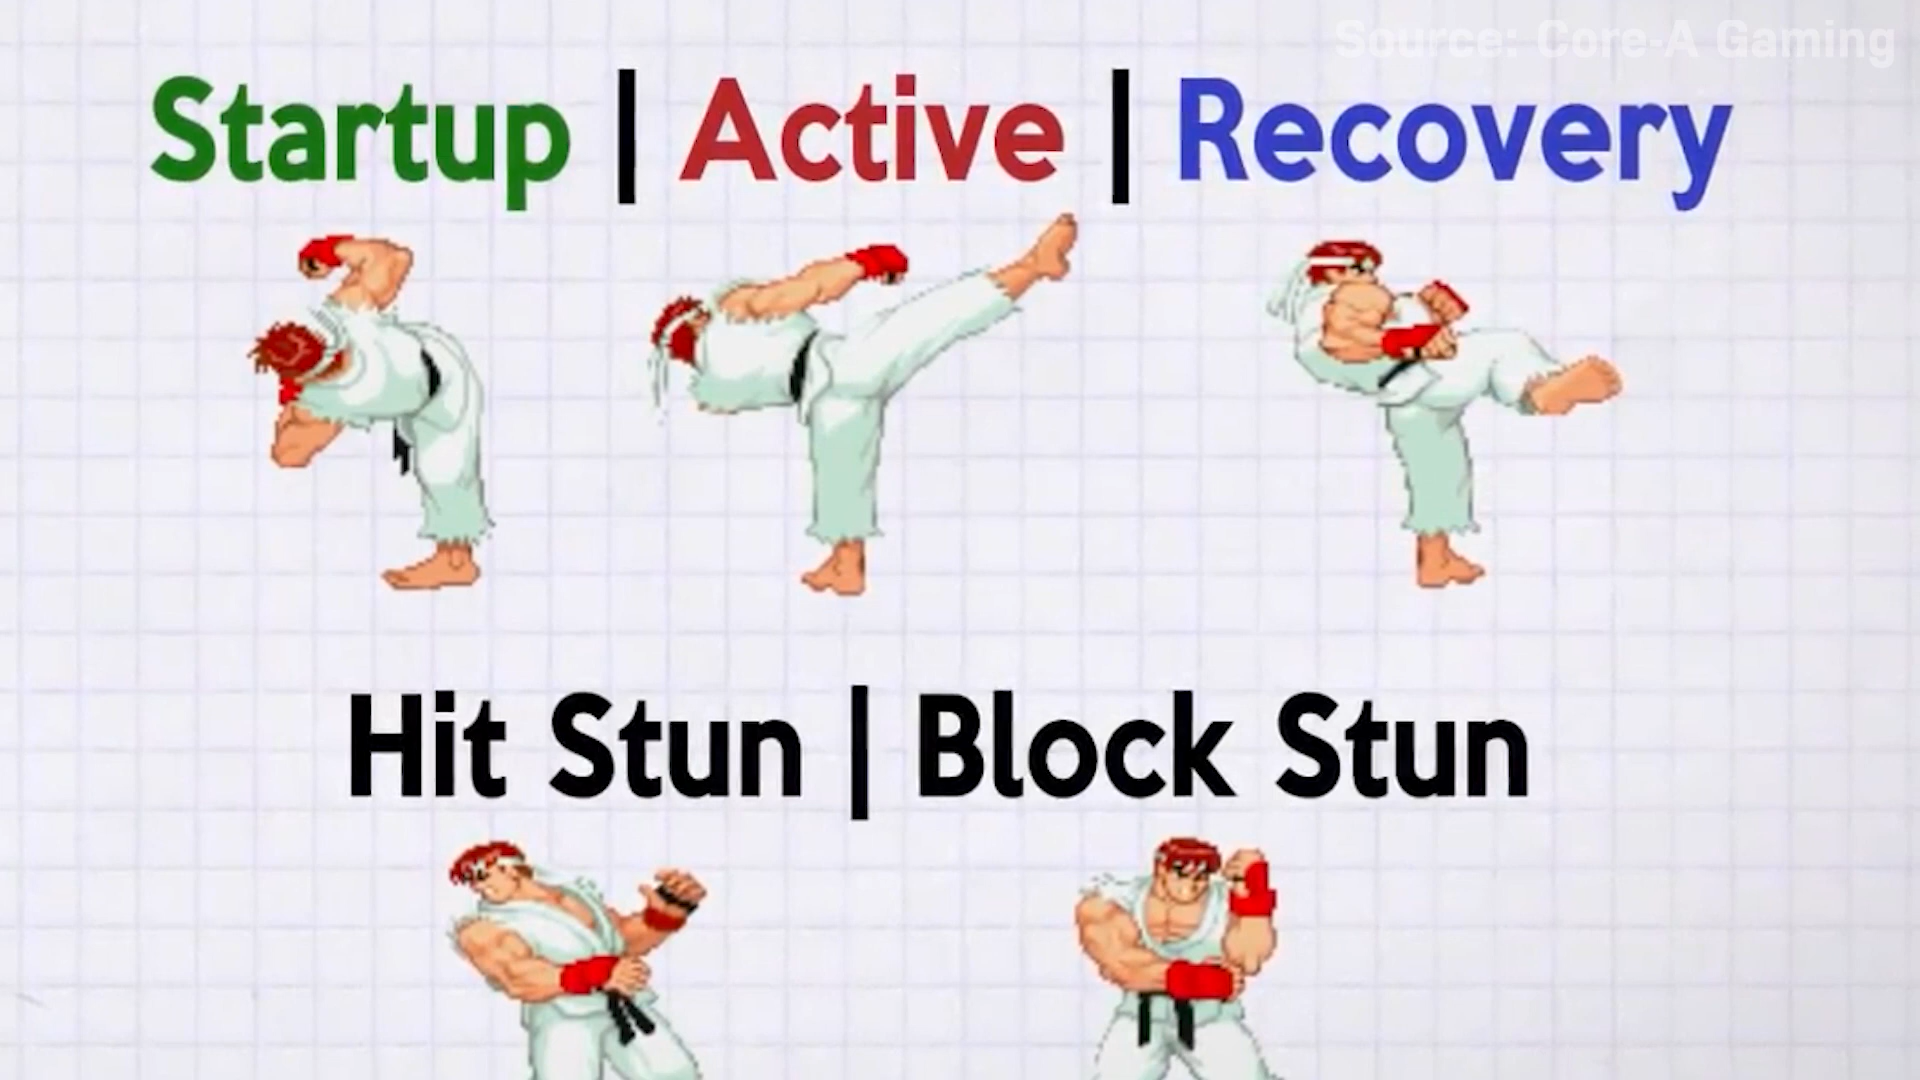 Source: Core-A Gaming
Startup | Active | Recovery
Hit Stun | Block Stun